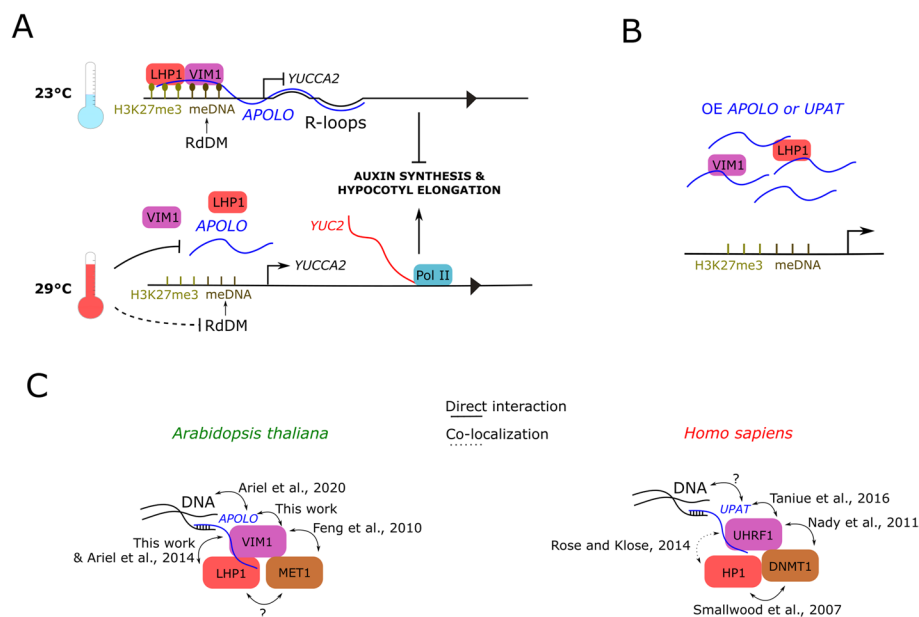 A
23°C
LHP1 VIM1
YUCCA2
H3K27me3 meDNA
APOLO
R-loops
RdDM
AUXIN SYNTHESIS &
HYPOCOTYL ELONGATION
VIM1
LHP1
APOLO
YUC2
YUCCA2
Pol II
29°C
H3K27me3
meDNA
RdDM
B
OE APOLO or UPAT
VIM1
LHP1
H3K27me3 meDNA
C
Direct interaction
Co-localization
Arabidopsis thaliana
DNA
Ariel et al., 2020
APOLO
This work
Feng et al., 2010
This work
& Ariel et al., 2014
VIM1
LHP1
MET1
?
Homo sapiens
DNA
?
UPAT
Taniue et al., 2016
Nady et al., 2011
Rose and Klose, 2014
UHRF1
HP1
DNMT1
Smallwood et al., 2007